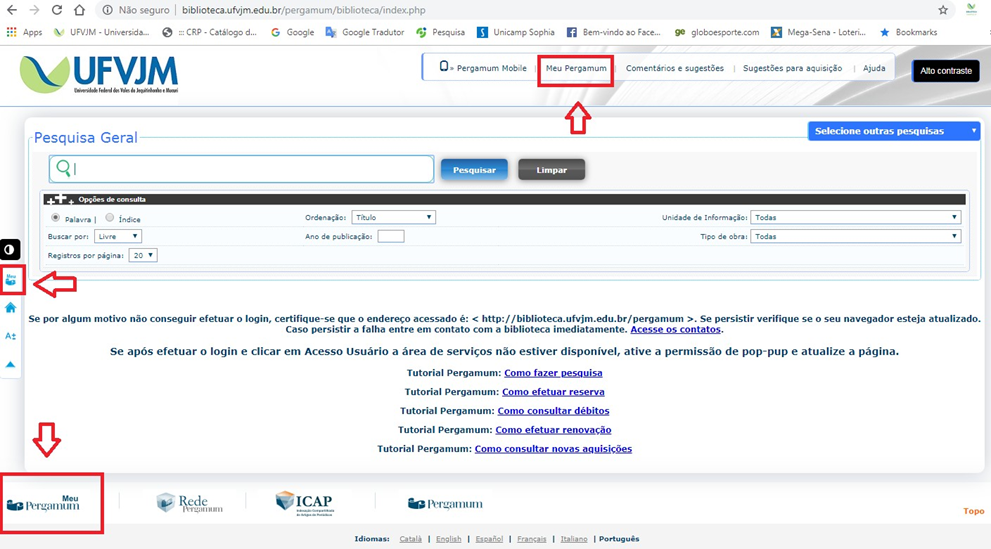 Não seguro | biblioteca.ufvjm.edu.br/pergamum/biblioteca/index.php
Apps UFVJM - Universida... ::: CRP - Catálogo d... Google Google Tradutor Pesquisa Unicamp Sophia Bem-vindo ao Face... globoesporte.com Mega-Sena - Loteri... Bookmarks
UFVJM
Universidade Federal dos Vales do Jequitinhonha e Mucuri
» Pergamum Mobile | Meu Pergamum | Comentários e sugestões | Sugestões para aquisição | Ajuda
Alto contraste
Pesquisa Geral
Selecione outras pesquisas
Pesquisar Limpar
Opções de consulta
Palavra | Índice Ordenação: Título Unidade de Informação: Todas
Buscar por: Livre Ano de publicação: Tipo de obra: Todas
Registros por página: 20
Meu
A±
Se por algum motivo não conseguir efetuar o login, certifique-se que o endereço acessado é: < http://biblioteca.ufvjm.edu.br/pergamum >. Se persistir verifique se o seu navegador esteja atualizado.
Caso persistir a falha entre em contato com a biblioteca imediatamente. Acesse os contatos.
Se após efetuar o login e clicar em Acesso Usuário a área de serviços não estiver disponível, ative a permissão de pop-pup e atualize a página.
Tutorial Pergamum: Como fazer pesquisa
Tutorial Pergamum: Como efetuar reserva
Tutorial Pergamum: Como consultar débitos
Tutorial Pergamum: Como efetuar renovação
Tutorial Pergamum: Como consultar novas aquisições
Meu
Pergamum
Rede
Pergamum
ICAP
Pergamum
Topo
Idiomas: Català | English | Español | Français | Italiano | Português